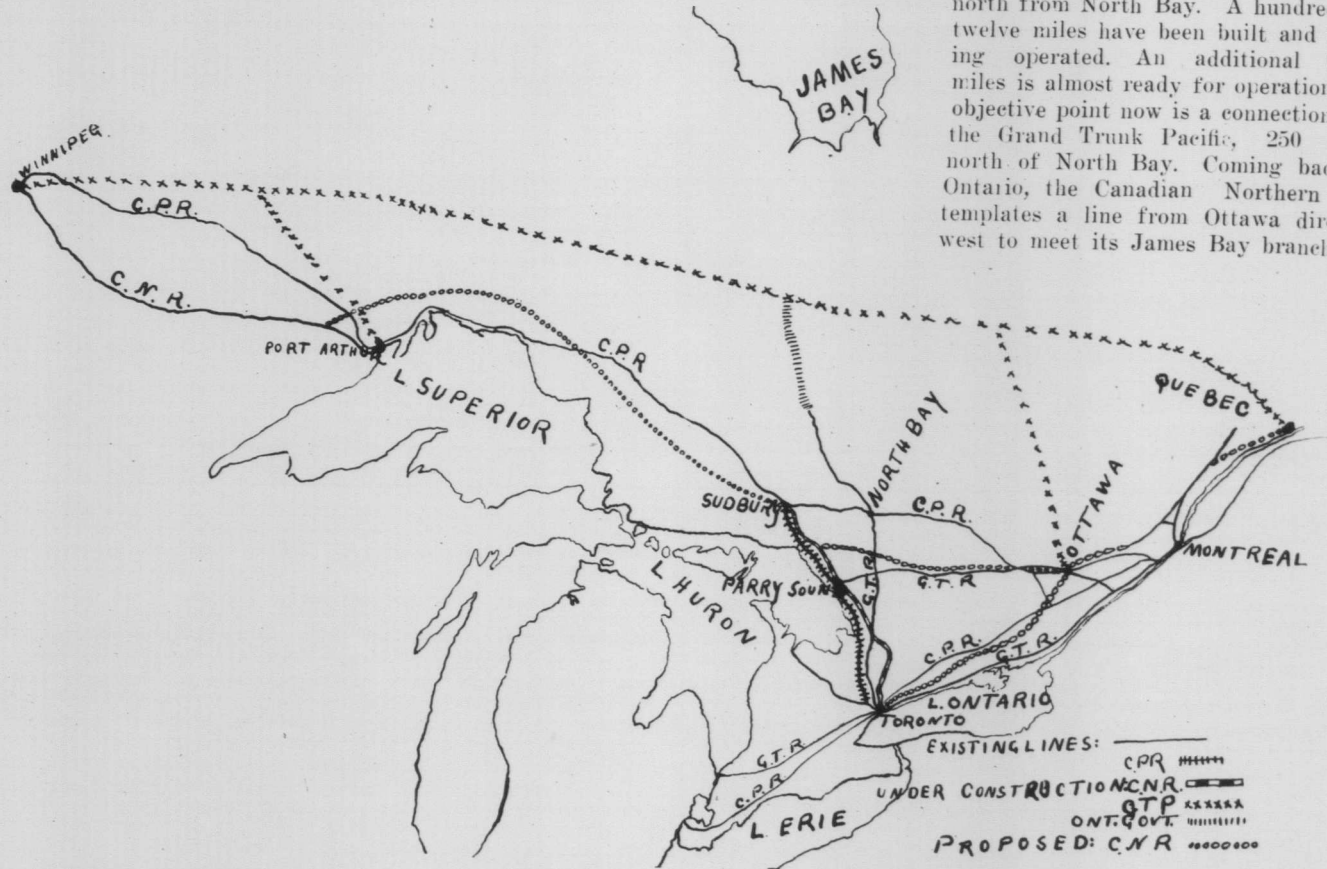 north from North Bay. A hundre
twelve miles have been built and
ing operated. An additional
miles is almost ready for operation
objective point now is a connection
the Grand Trunk Pacific, 250
north of North Bay. Coming bac
Ontario, the Canadian Northern
templates a line from Ottawa dir
west to meet its James Bay branch
JAMES
BAY
WINNIPEG.
C.P.R.
C.N.R.
PORT ARTHUR
C.P.R
L SUPERIOR
QUEBEC
NORTH BAY
SUDBURY
C.P.R.
OTTAWA
MONTREAL
L HURON
PARRY SOUN
G.T.R
G.T.R
C.P.R.
G.T.R.
L. ONTARIO
TORONTO
G.T.R
C.P.R.
L. ERIE
EXISTING LINES:
CPR
UNDER CONSTRUCTION: C.N.R.
GTP
ONT. GOVT.
PROPOSED: C N R